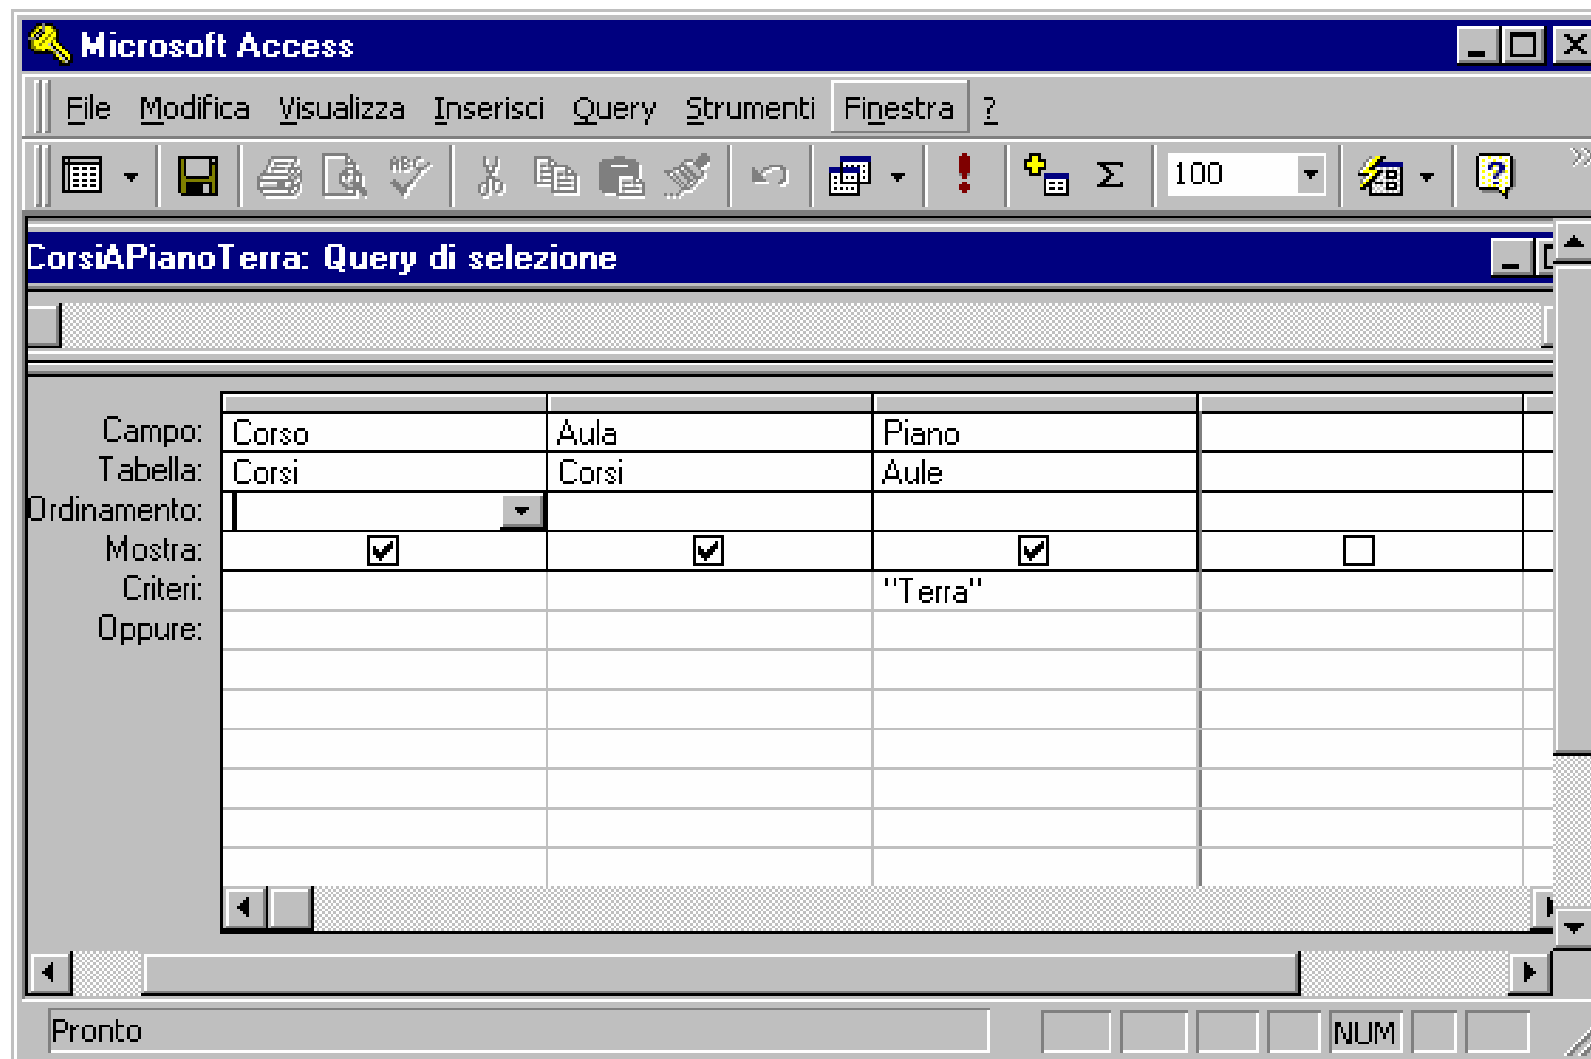 Microsoft Access
File Modifica Visualizza Inserisci Query Strumenti Finestra ?
ABC 100
CorsiAPianoTerra: Query di selezione
Campo: Corso Aula Piano
Tabella: Corsi Corsi Aule
Ordinamento:
Mostra:
Criteri: "Terra"
Oppure:
Pronto NUM